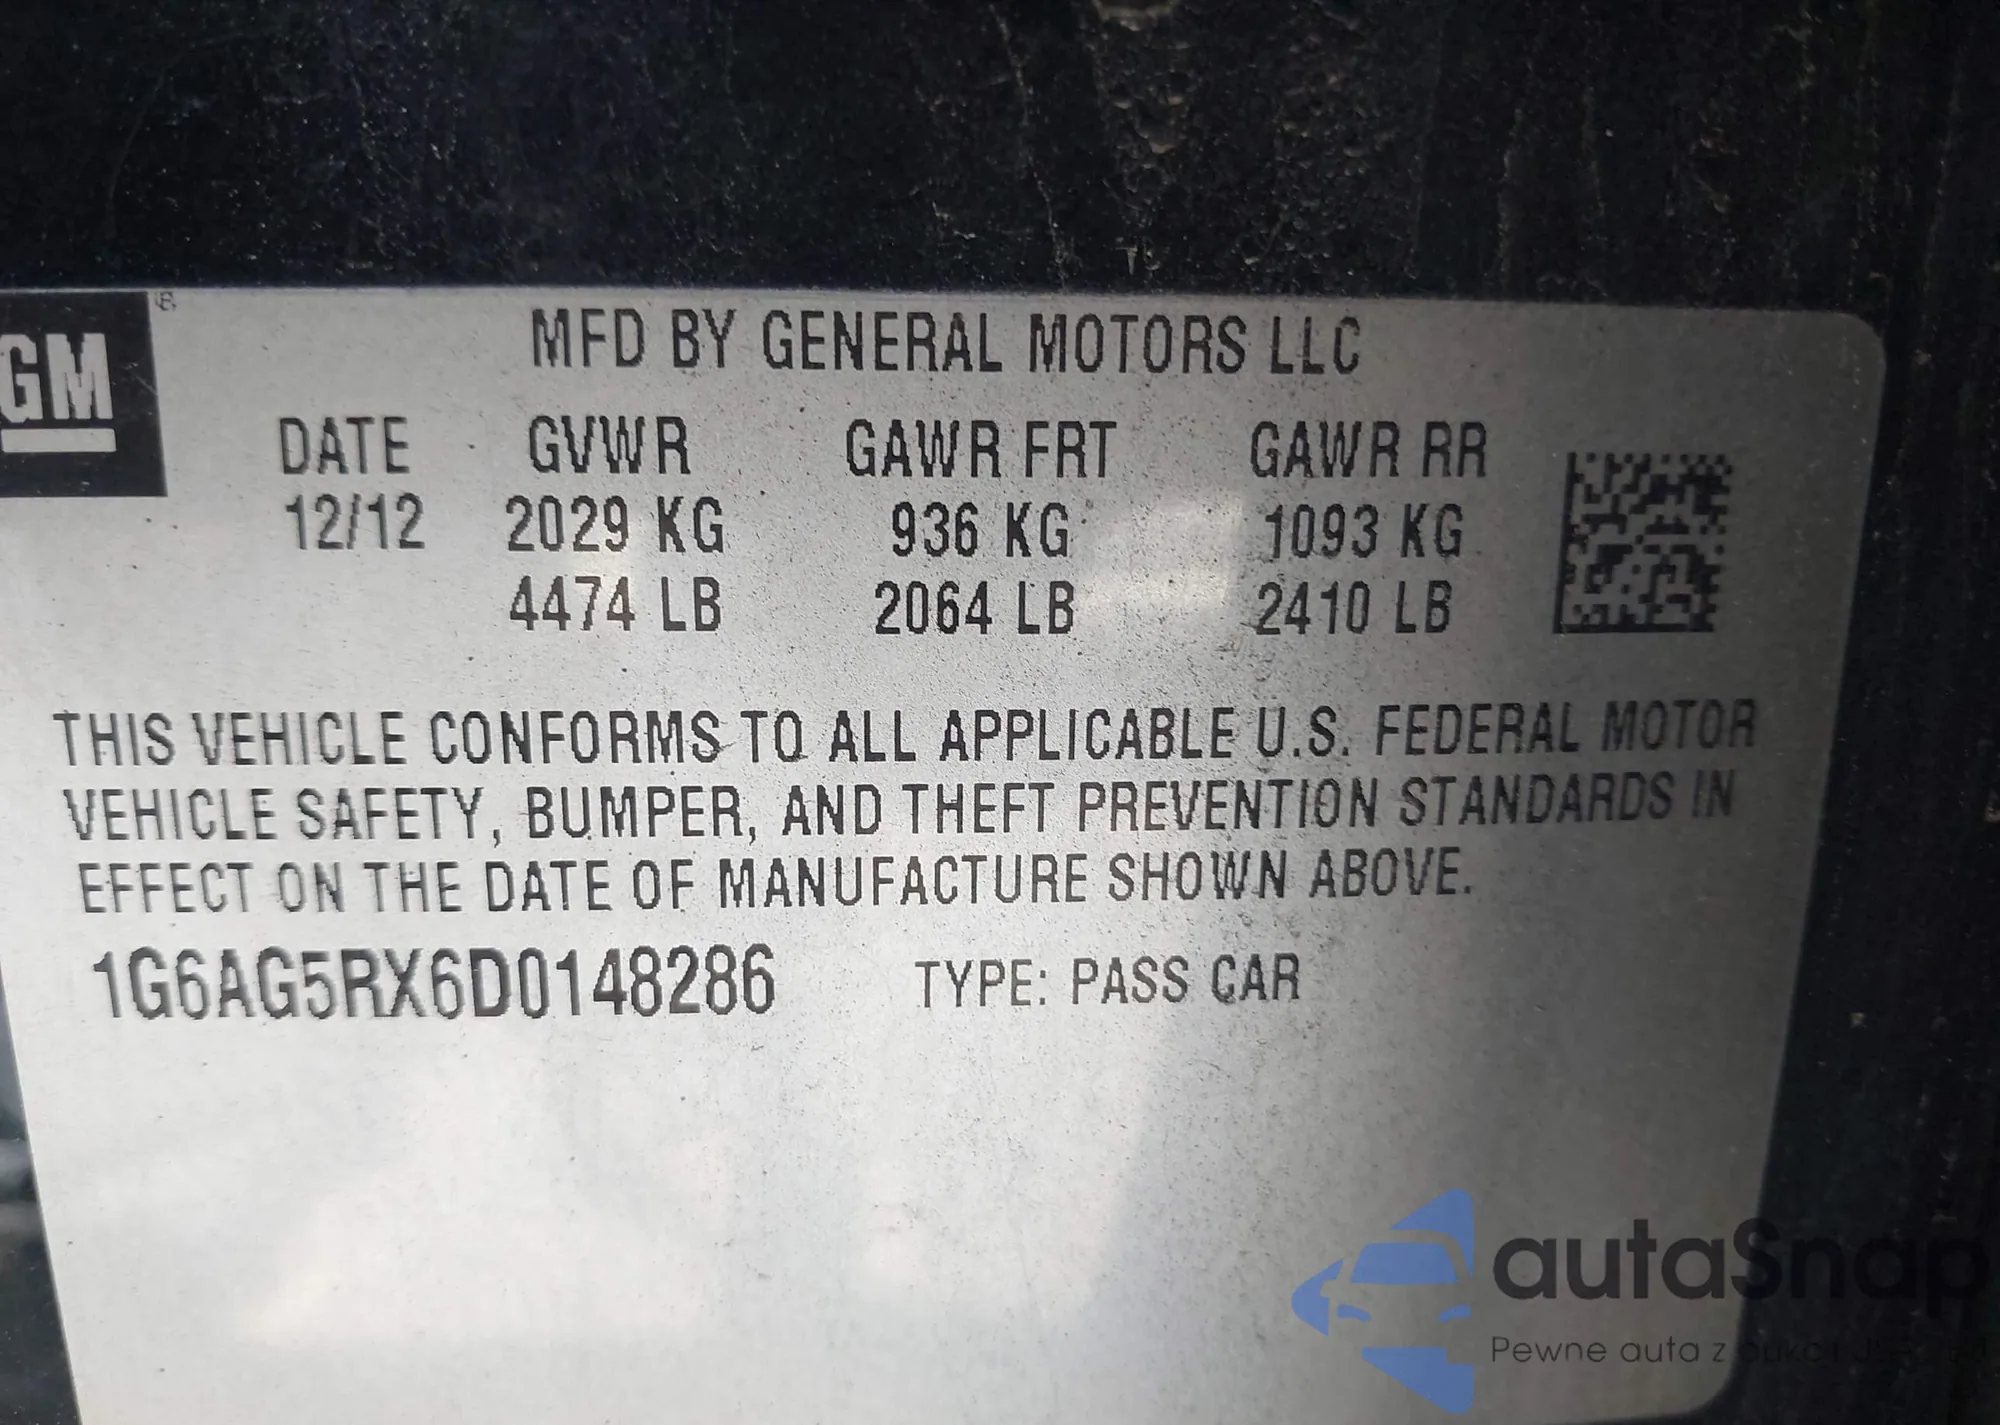 GM ®
MFD BY GENERAL MOTORS LLC
DATE GVWR GAWR FRT GAWR RR
12/12 2029 KG 936 KG 1093 KG
4474 LB 2064 LB 2410 LB
THIS VEHICLE CONFORMS TO ALL APPLICABLE U.S. FEDERAL MOTOR
VEHICLE SAFETY, BUMPER, AND THEFT PREVENTION STANDARDS IN
EFFECT ON THE DATE OF MANUFACTURE SHOWN ABOVE.
1G6AG5RX6D0148286 TYPE: PASS CAR
autaSnap
Pewne auta z